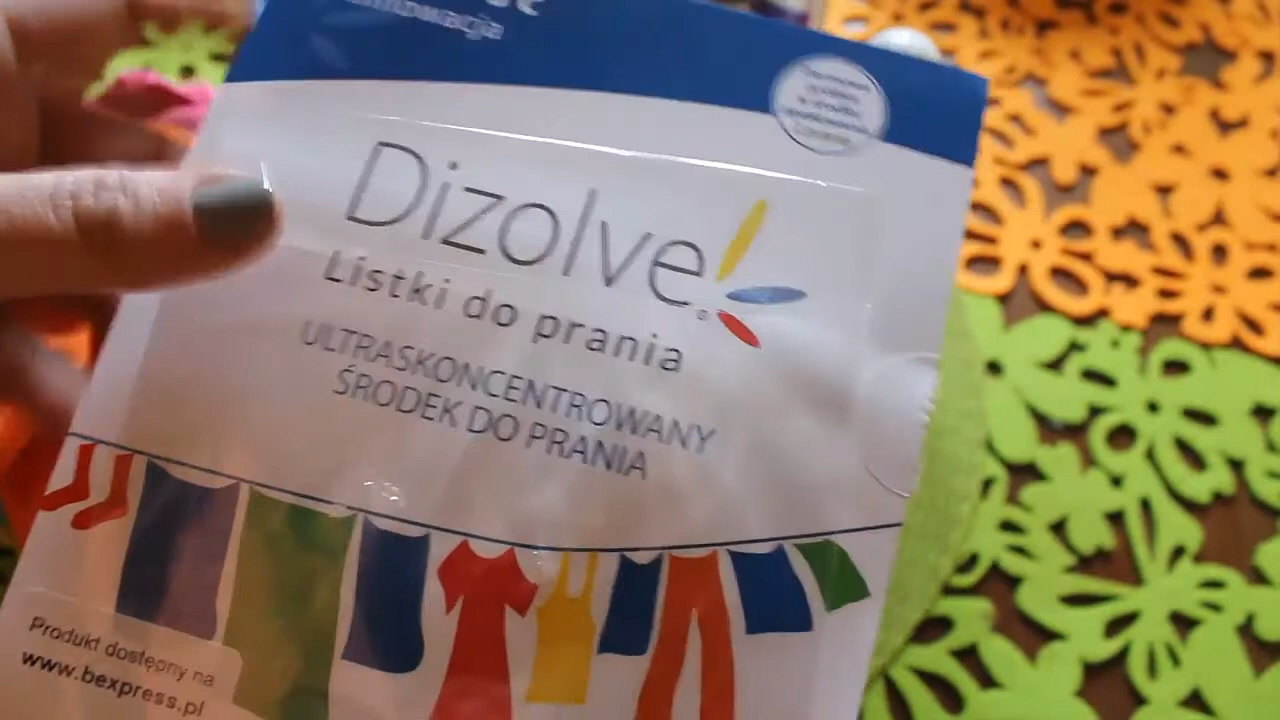 Dizolve®
Listki do prania
ULTRASKONCENTROWANY
ŚRODEK DO PRANIA
Produkt dostępny na
www.bexpress.pl